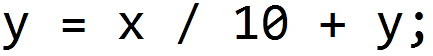 y = x / 10 + y;